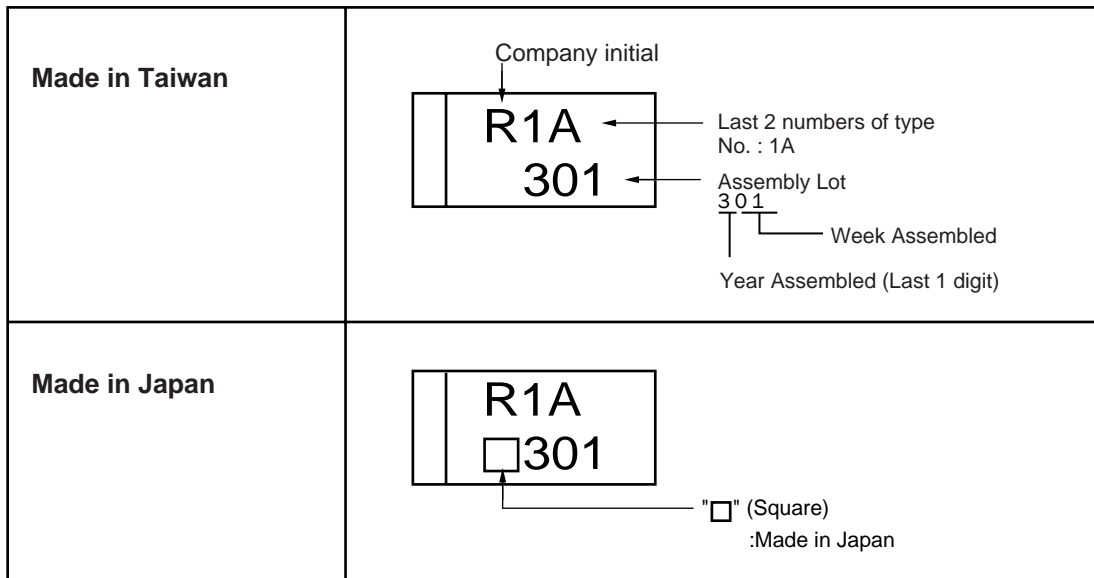 Made in Taiwan
Company initial
R1A
301
Last 2 numbers of type
No. : 1A
Assembly Lot
301
Week Assembled
Year Assembled (Last 1 digit)
Made in Japan
R1A
□301
"□" (Square)
:Made in Japan